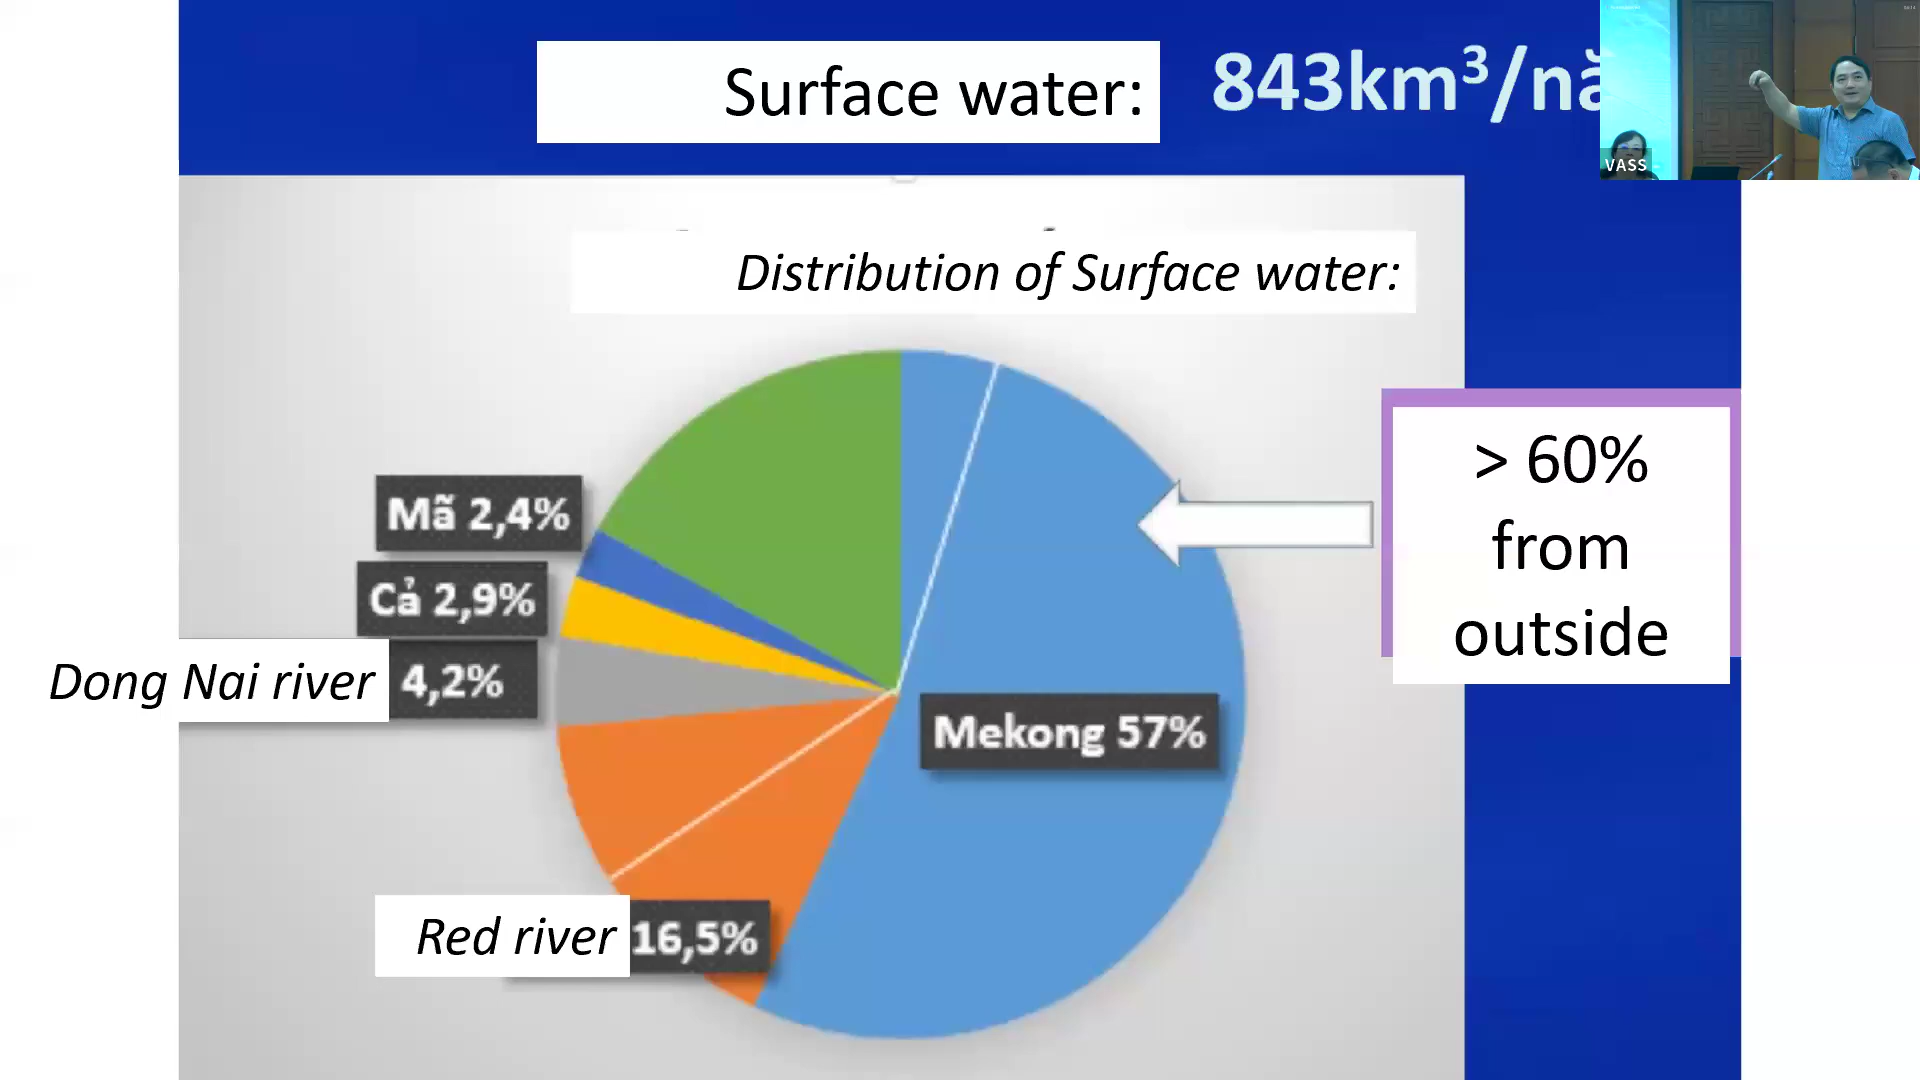 Surface water:
843km³/nă
VASS
Distribution of Surface water:
> 60%
from
outside
Mã 2,4%
Cả 2,9%
Dong Nai river 4,2%
Mekong 57%
Red river 16,5%